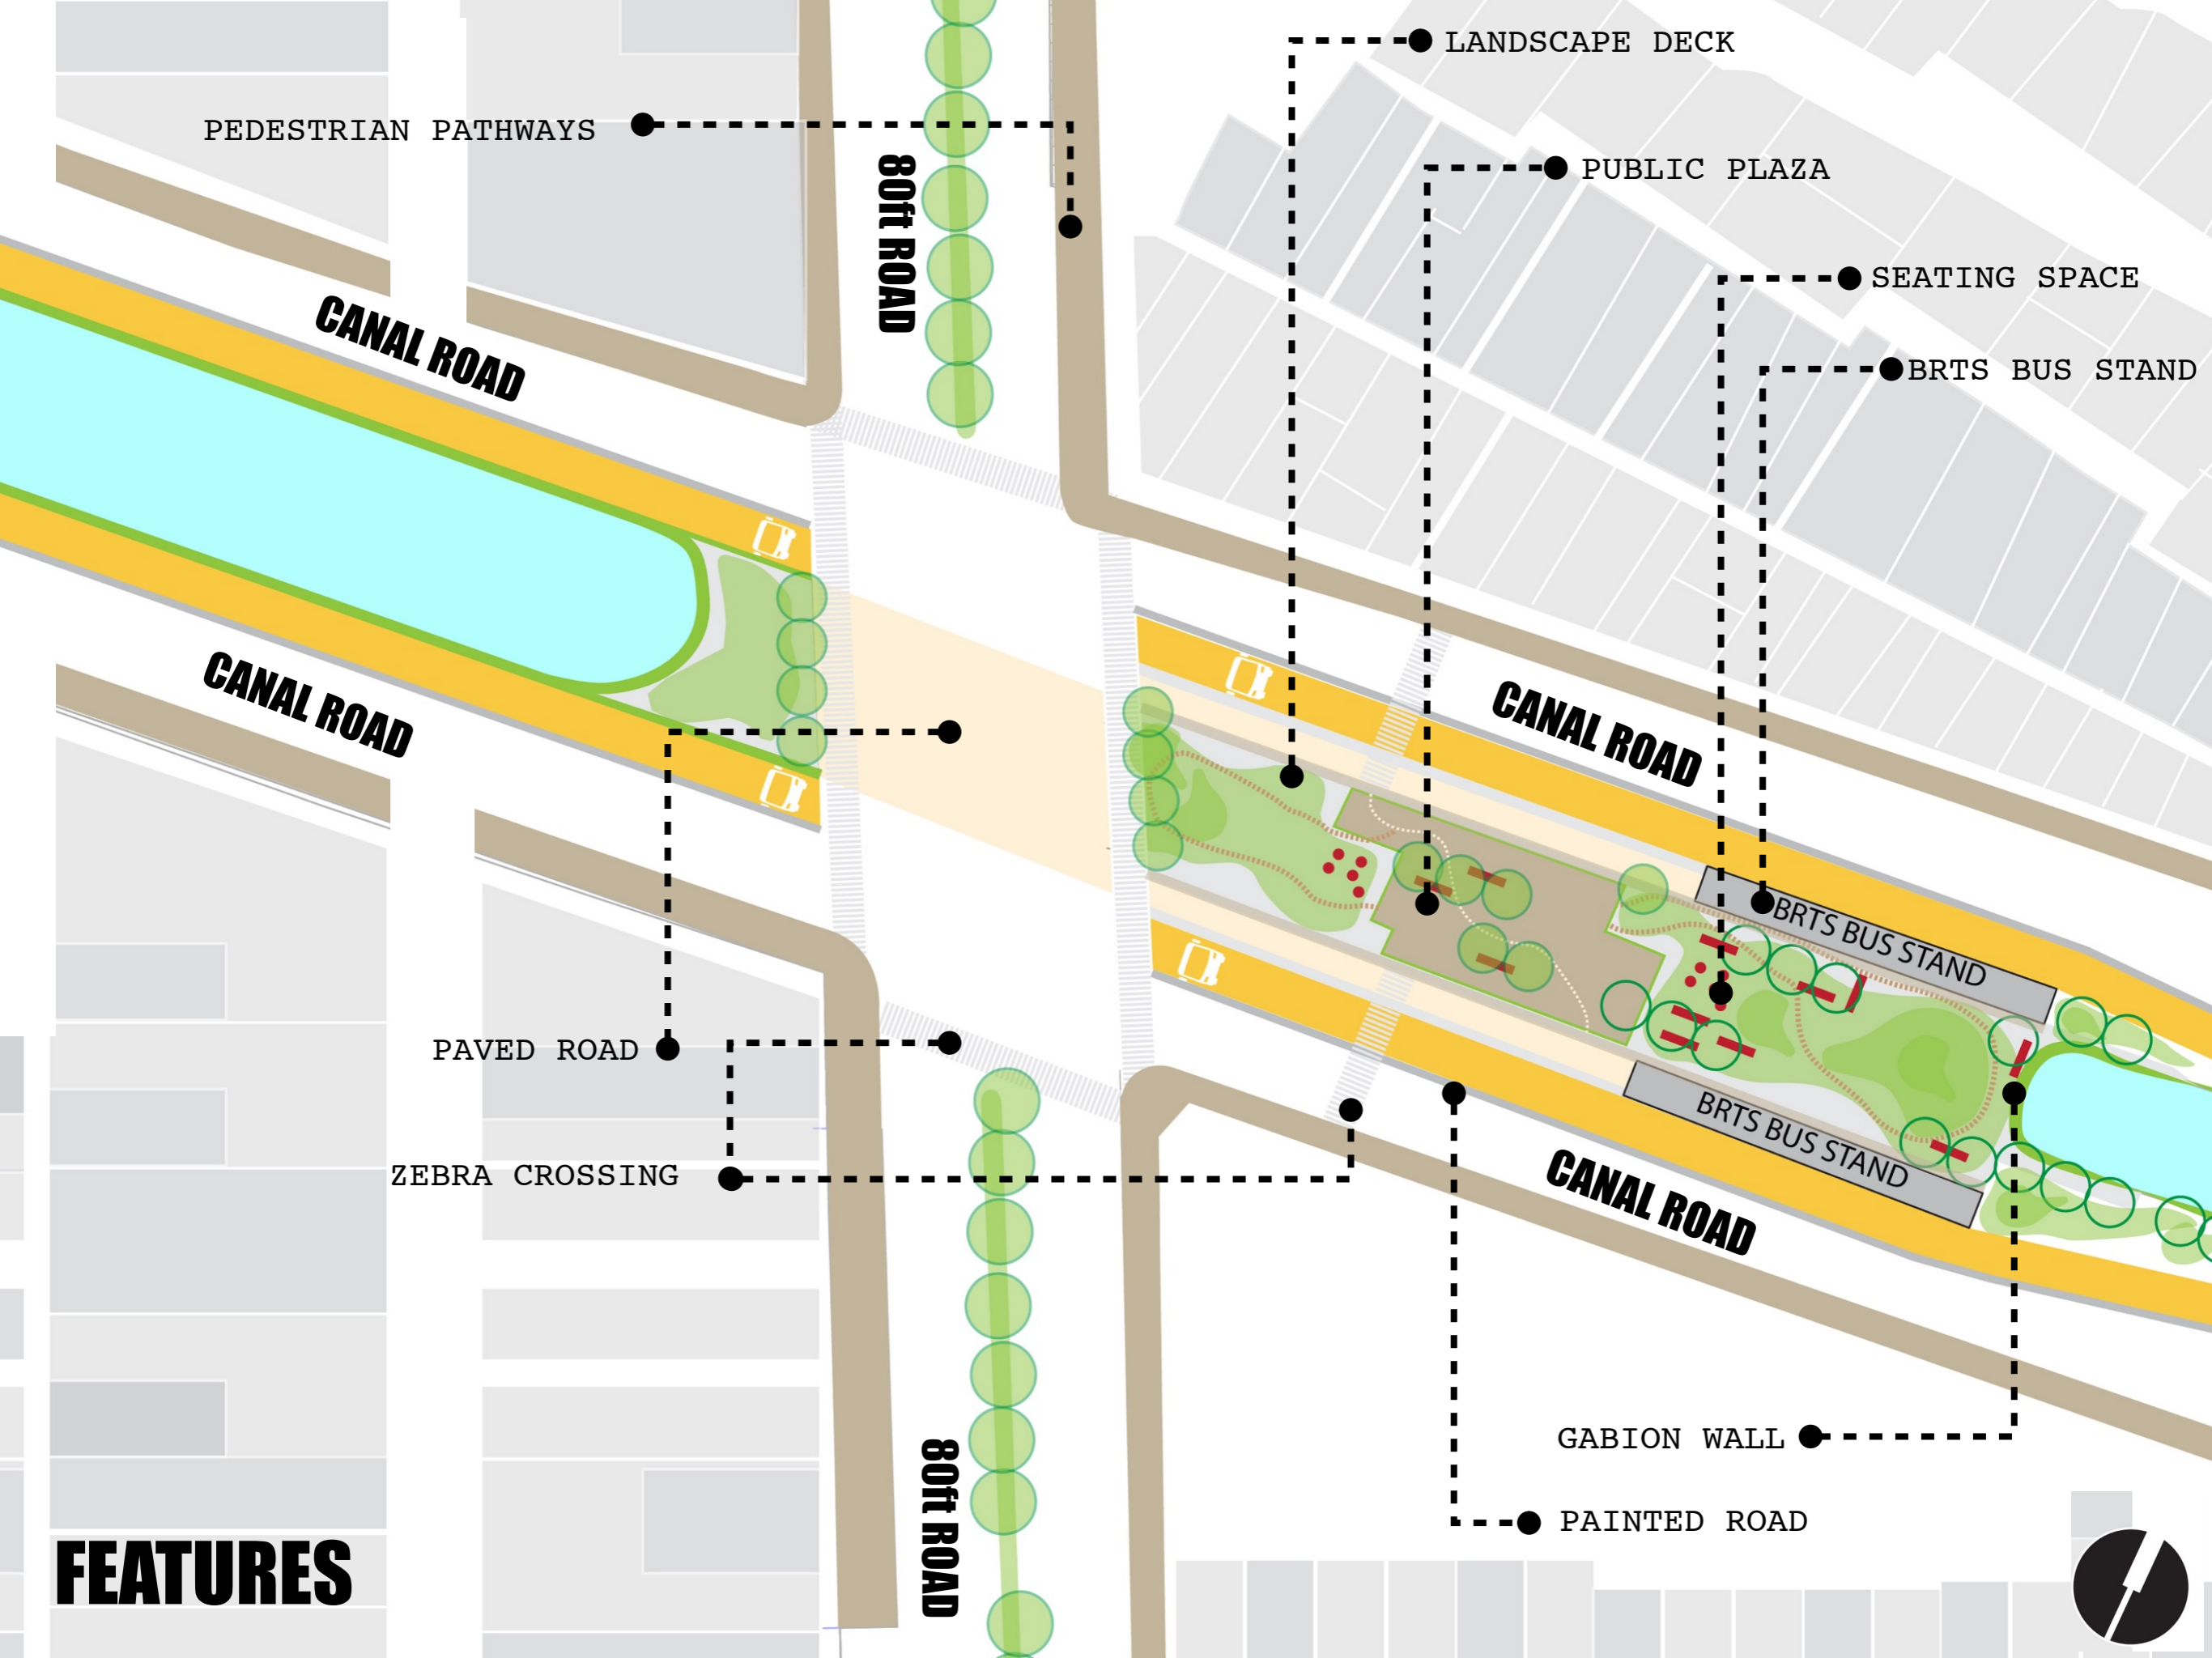 LANDSCAPE DECK
PEDESTRIAN PATHWAYS
80ft ROAD
PUBLIC PLAZA
SEATING SPACE
CANAL ROAD
BRTS BUS STAND
CANAL ROAD
CANAL ROAD
BRTS BUS STAND
PAVED ROAD
BRTS BUS STAND
ZEBRA CROSSING
CANAL ROAD
GABION WALL
80ft ROAD
PAINTED ROAD
FEATURES